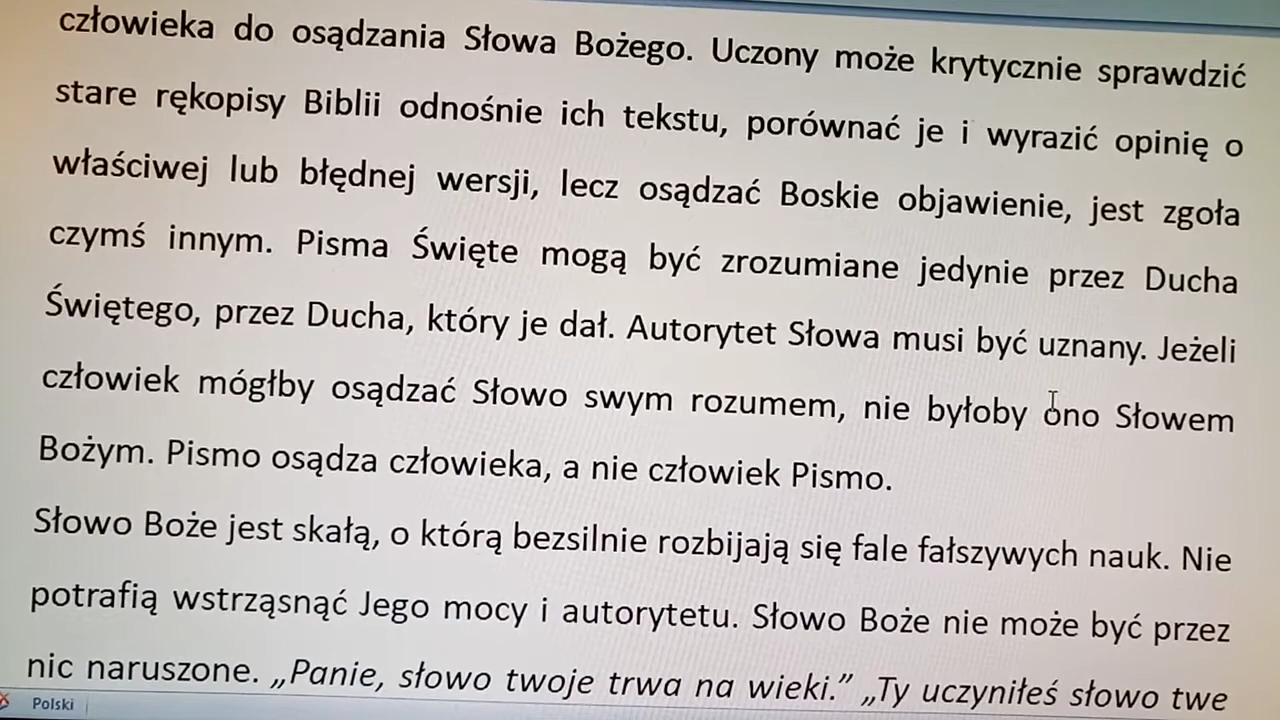 człowieka do osądzania Słowa Bożego. Uczony może krytycznie sprawdzić
stare rękopisy Biblii odnośnie ich tekstu, porównać je i wyrazić opinię o
właściwej lub błędnej wersji, lecz osądzać Boskie objawienie, jest zgoła
czymś innym. Pisma Święte mogą być zrozumiane jedynie przez Ducha
Świętego, przez Ducha, który je dał. Autorytet Słowa musi być uznany. Jeżeli
człowiek mógłby osądzać Słowo swym rozumem, nie byłoby ono Słowem
Bożym. Pismo osądza człowieka, a nie człowiek Pismo.
Słowo Boże jest skałą, o którą bezsilnie rozbijają się fale fałszywych nauk. Nie
potrafią wstrząsnąć Jego mocy i autorytetu. Słowo Boże nie może być przez
nic naruszone. „Panie, słowo twoje trwa na wieki.” „Ty uczyniłeś słowo twe
Polski